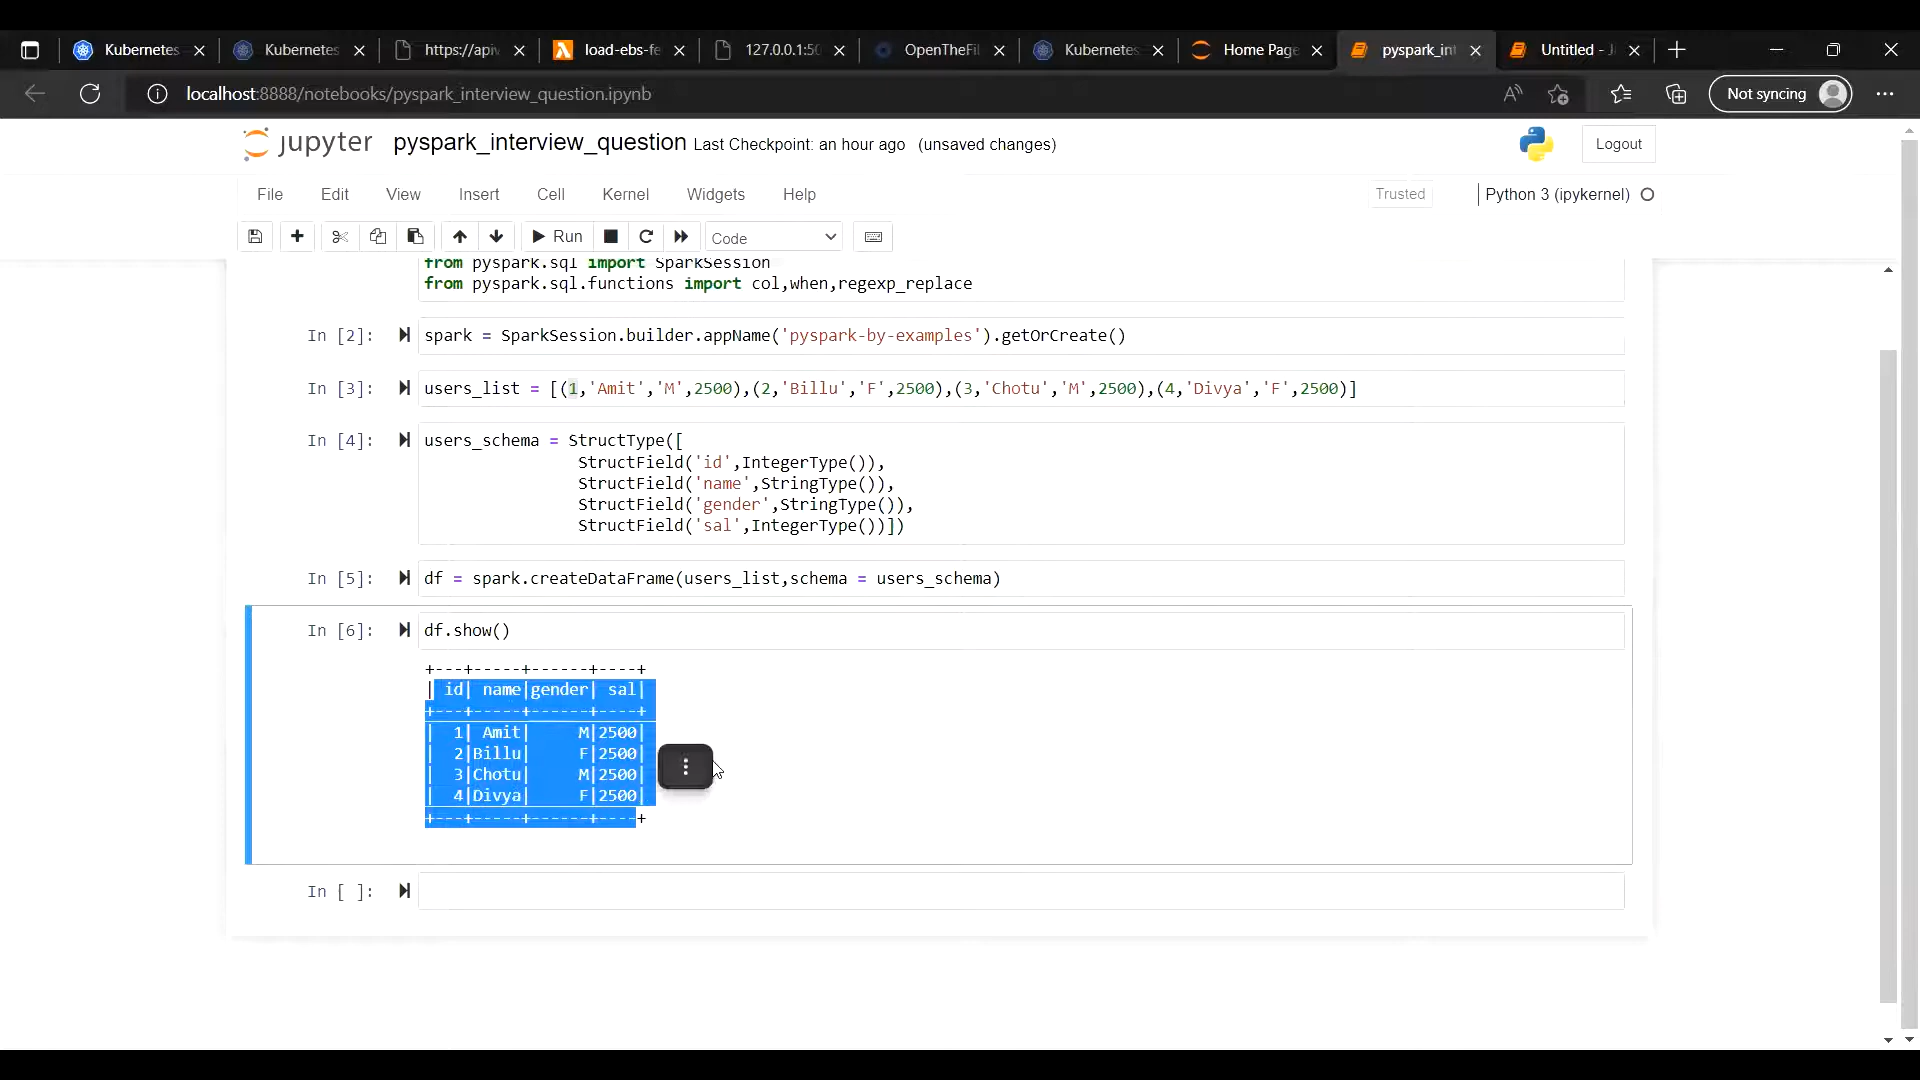 Kubernetes
Kubernetes
https://apiv
load-ebs-fe
127.0.0.1:50
OpenTheFil
Kubernetes
Home Page
pyspark_int
Untitled - J
localhost:8888/notebooks/pyspark_interview_question.ipynb
Not syncing
jupyter pyspark_interview_question Last Checkpoint: an hour ago (unsaved changes)
Logout
File Edit View Insert Cell Kernel Widgets Help
Trusted
Python 3 (ipykernel)
Run
Code
from pyspark.sql import SparkSession
from pyspark.sql.functions import col,when,regexp_replace
In [2]: spark = SparkSession.builder.appName('pyspark-by-examples').getOrCreate()
In [3]: users_list = [(1,'Amit','M',2500),(2,'Billu','F',2500),(3,'Chotu','M',2500),(4,'Divya','F',2500)]
In [4]: users_schema = StructType([
StructField('id',IntegerType()),
StructField('name',StringType()),
StructField('gender',StringType()),
StructField('sal',IntegerType())])
In [5]: df = spark.createDataFrame(users_list,schema = users_schema)
In [6]: df.show()
+---+-----+------+----+
| id| name|gender| sal|
+---+-----+------+----+
|  1| Amit|     M|2500|
|  2|Billu|     F|2500|
|  3|Chotu|     M|2500|
|  4|Divya|     F|2500|
+---+-----+------+----+
In [ ]: